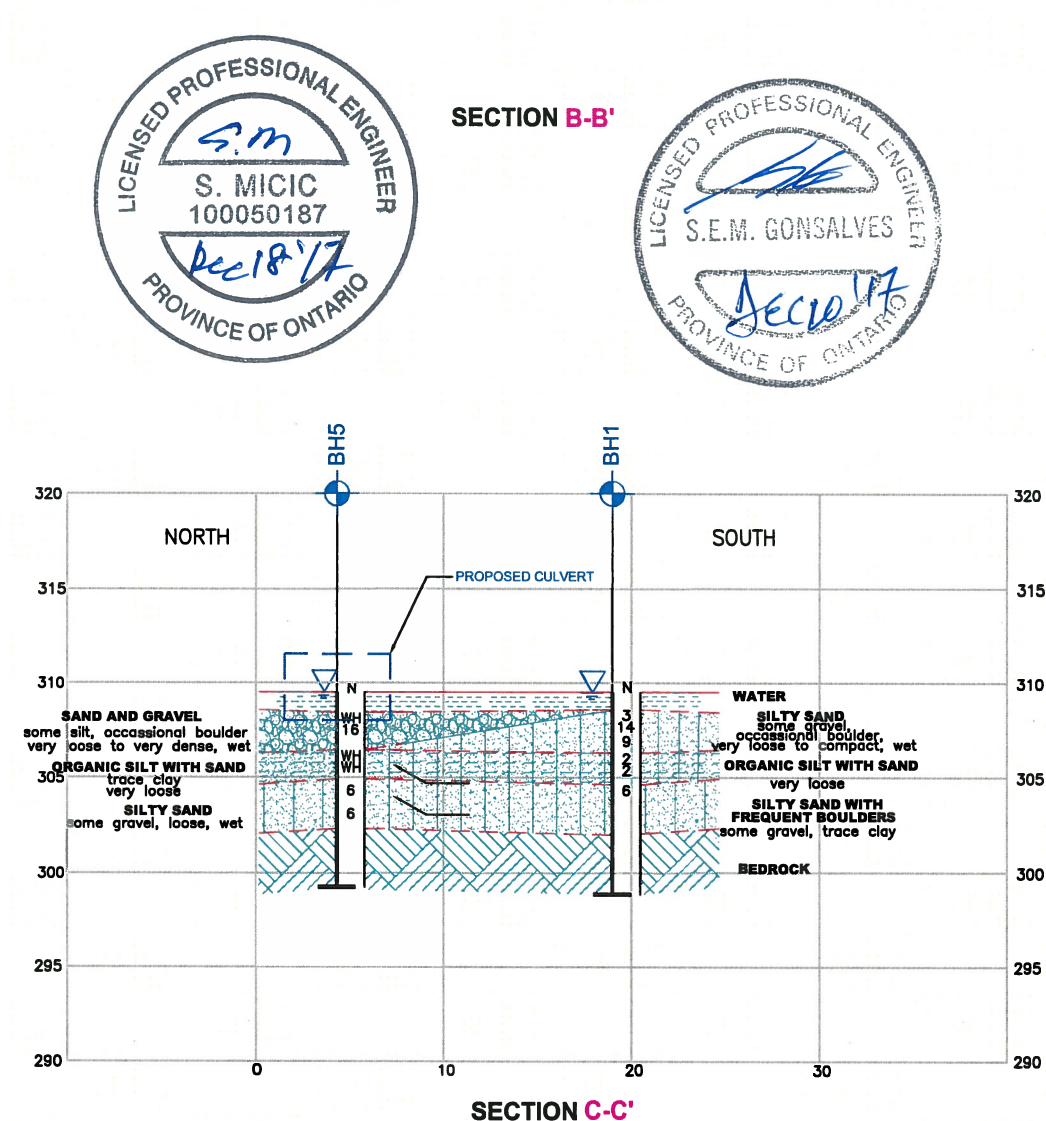 SECTION B-B'
LICENSED PROFESSIONAL ENGINEER
S.M
S. MICIC
100050187
Dec 18 '17
PROVINCE OF ONTARIO
LICENSED PROFESSIONAL ENGINEER
S.E.M. GONSALVES
Dec 20 '17
PROVINCE OF ONTARIO
BH5
BH1
320
320
NORTH
SOUTH
PROPOSED CULVERT
315
315
310
310
N
N
WATER
SAND AND GRAVEL
some silt, occassional boulder
very loose to very dense, wet
WH
16
3
14
9
SILTY SAND,
some gravel,
occassional boulder,
very loose to compact, wet
ORGANIC SILT WITH SAND
trace clay
very loose
WH
WH
2
2
ORGANIC SILT WITH SAND
very loose
305
305
6
6
6
SILTY SAND
some gravel, loose, wet
SILTY SAND WITH
FREQUENT BOULDERS
some gravel, trace clay
BEDROCK
300
300
295
295
290
290
0
10
20
30
SECTION C-C'